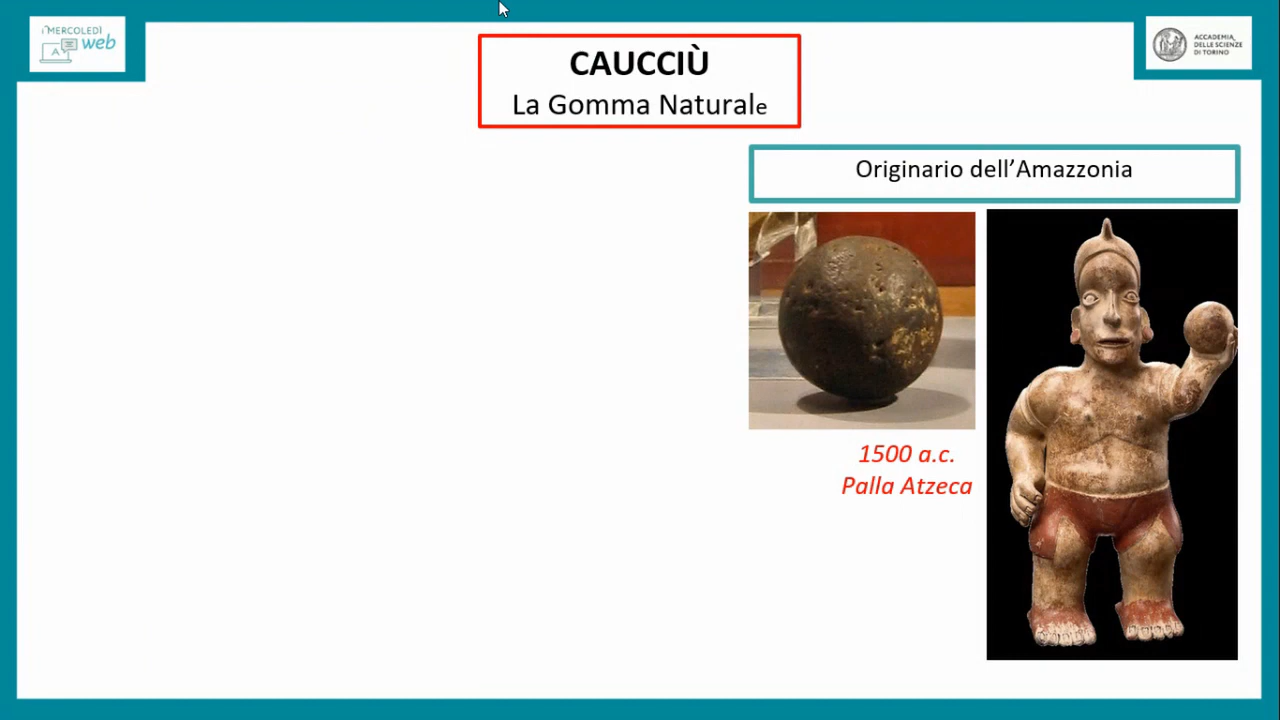 i MERCOLEDÌ
A
web
ACCADEMIA
DELLE SCIENZE
DI TORINO
CAUCCIÙ
La Gomma Naturale
Originario dell’Amazzonia
1500 a.c.
Palla Atzeca